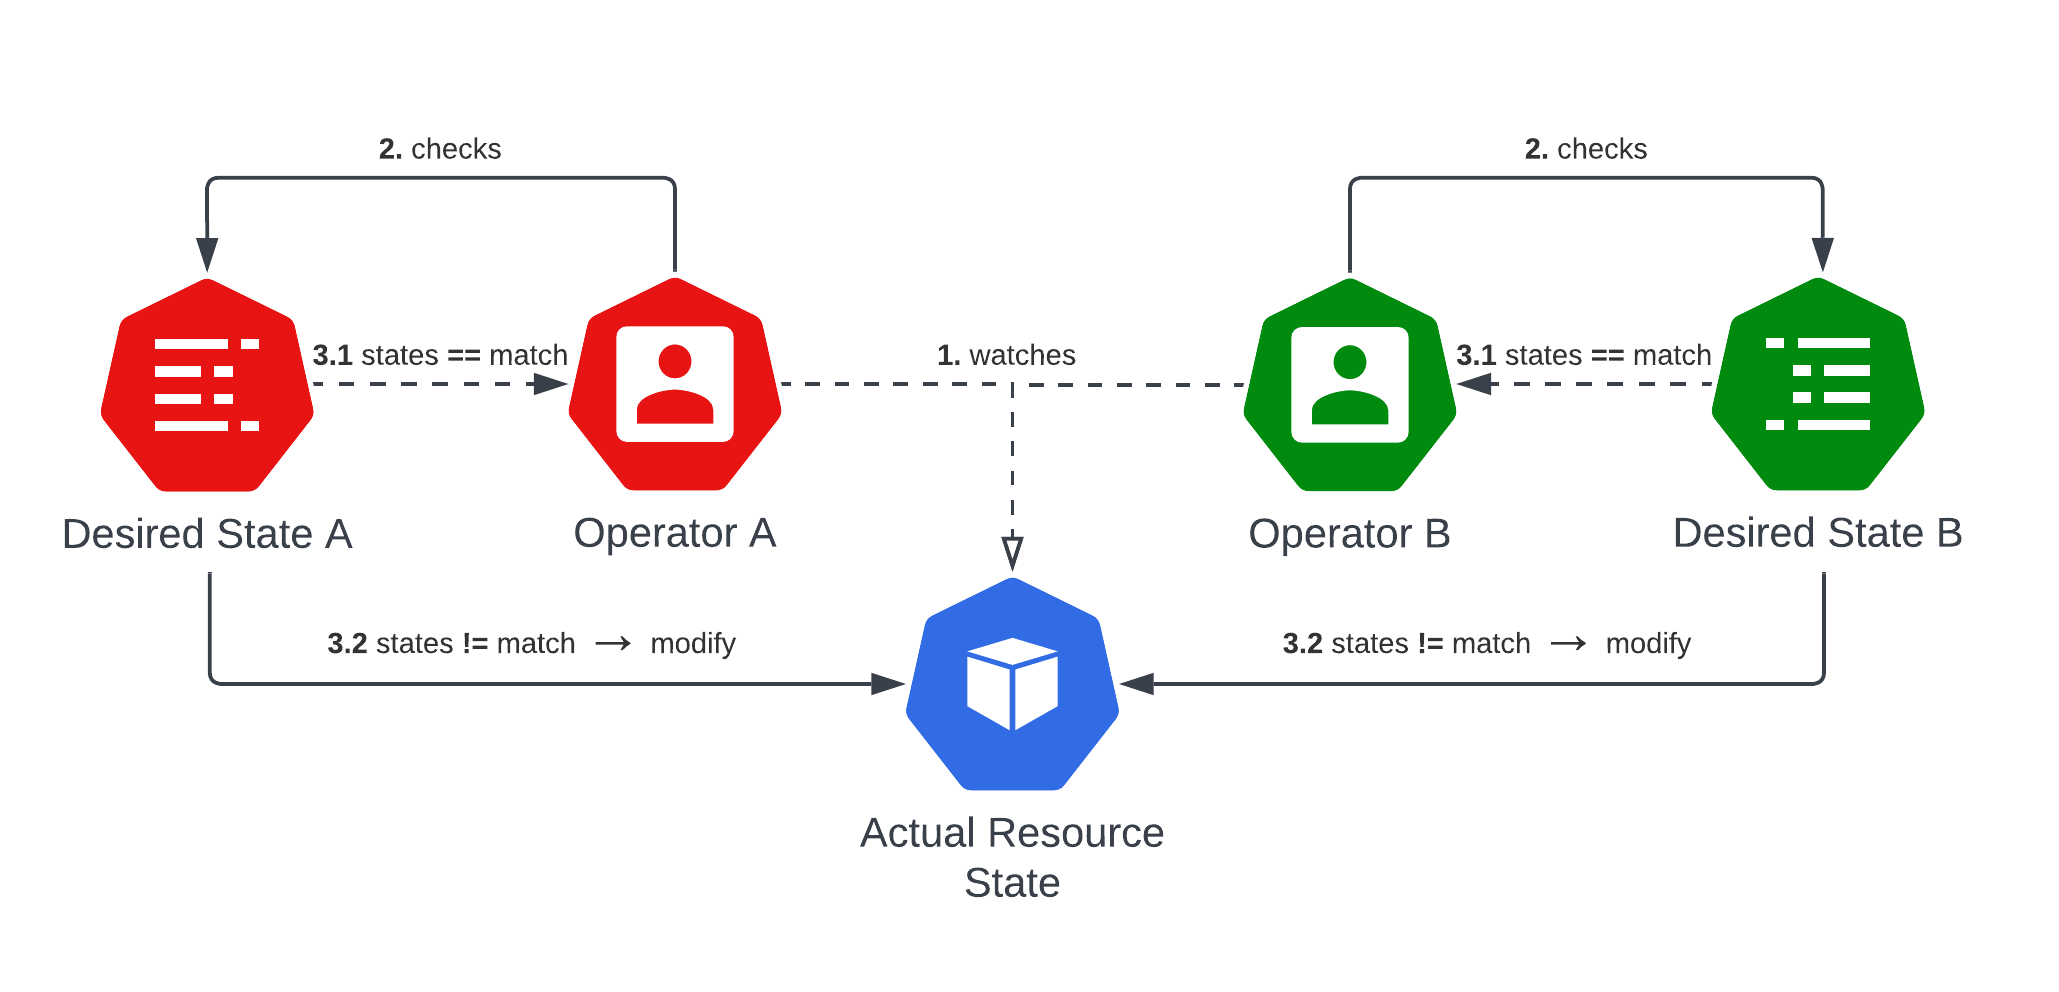 2. checks
2. checks
3.1 states == match
1. watches
3.1 states == match
Desired State A
Operator A
Operator B
Desired State B
3.2 states != match → modify
3.2 states != match → modify
Actual Resource
State